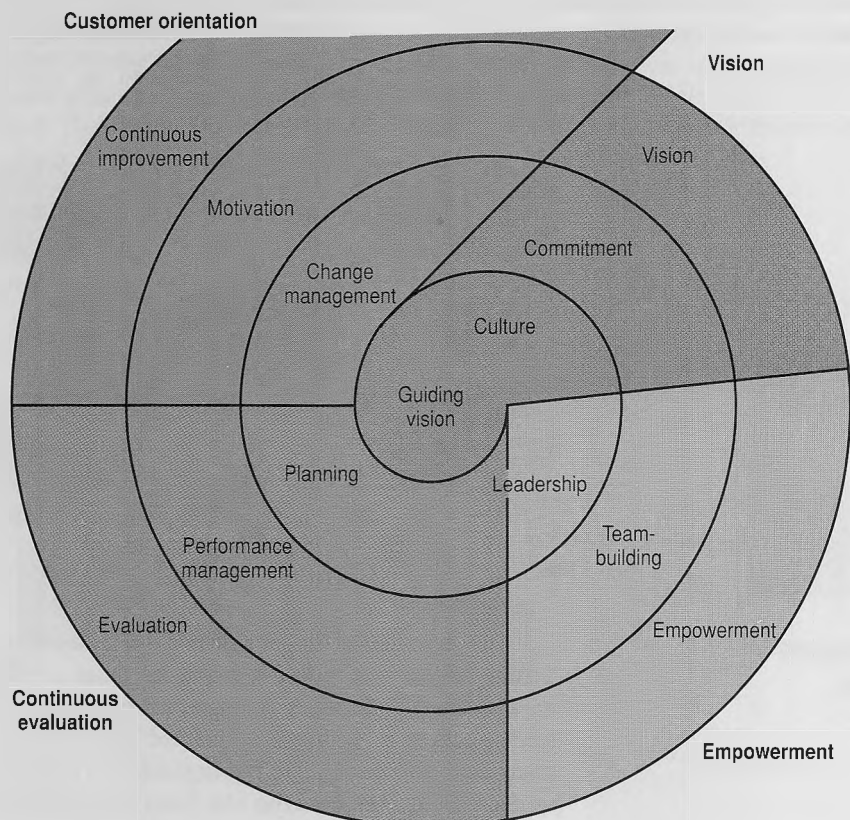 Customer orientation
Vision
Continuous
improvement
Vision
Motivation
Commitment
Change
management
Culture
Guiding
vision
Planning
Leadership
Performance
management
Team-
building
Evaluation
Empowerment
Continuous
evaluation
Empowerment